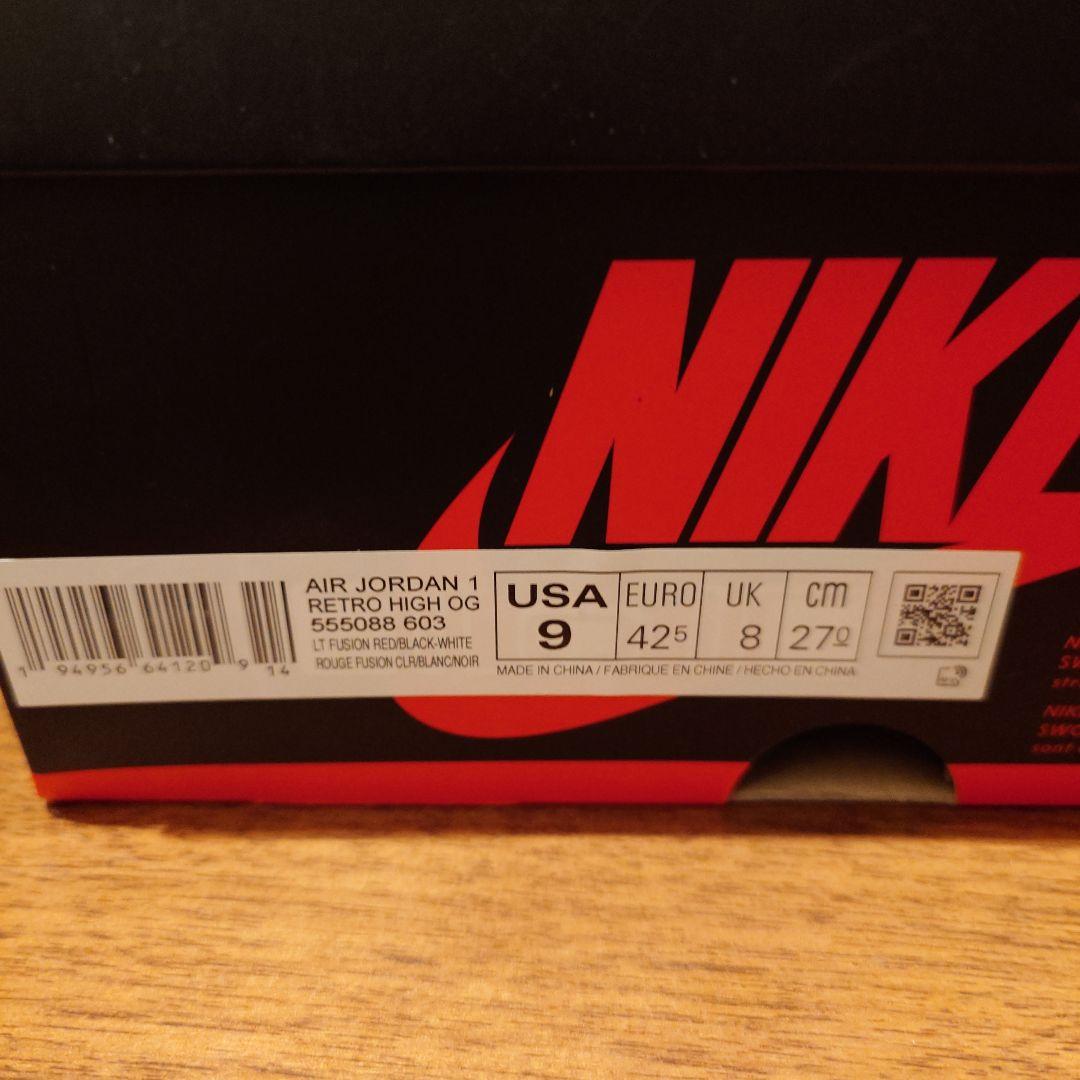 NIK
AIR JORDAN 1
RETRO HIGH OG
555088 603
LT FUSION RED/BLACK-WHITE
ROUGE FUSION CLR/BLANC/NOIR
1 94956 64120 9 14
USA EURO UK CM
9 42.5 8 27.0
MADE IN CHINA / FABRIQUE EN CHINE / HECHO EN CHINA